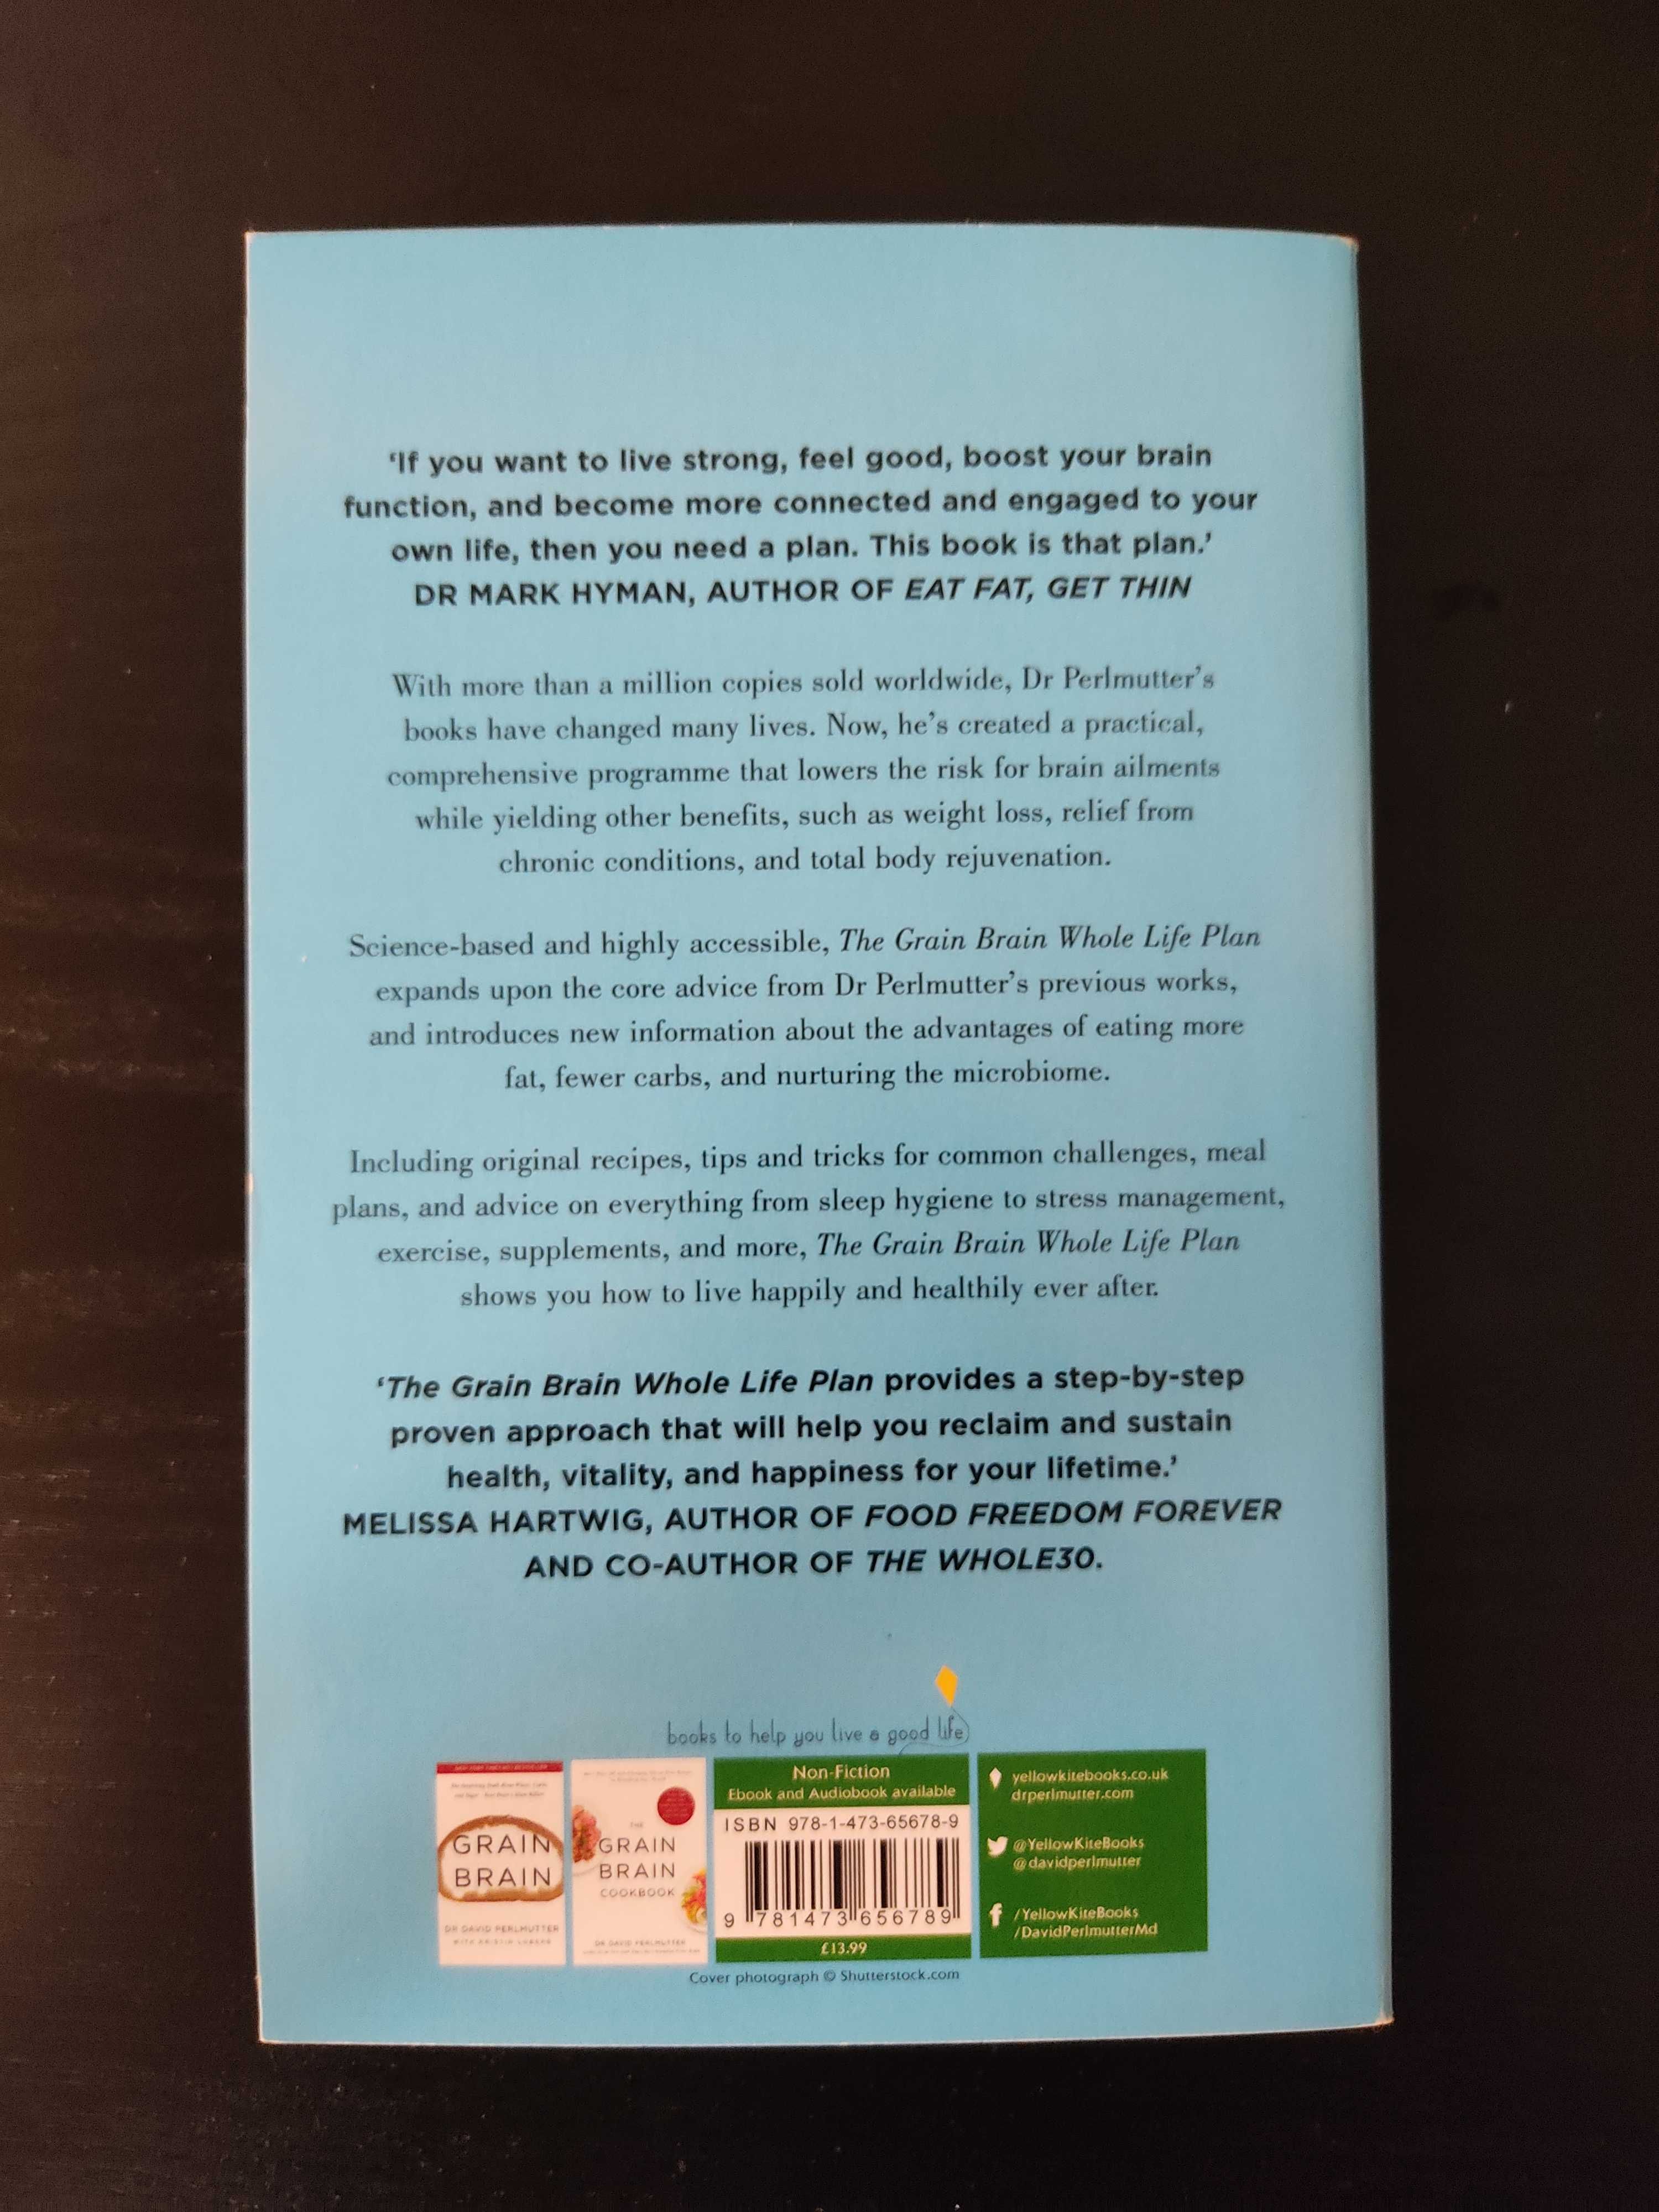 ‘If you want to live strong, feel good, boost your brain
function, and become more connected and engaged to your
own life, then you need a plan. This book is that plan.’
DR MARK HYMAN, AUTHOR OF EAT FAT, GET THIN
With more than a million copies sold worldwide, Dr Perlmutter’s
books have changed many lives. Now, he’s created a practical,
comprehensive programme that lowers the risk for brain ailments
while yielding other benefits, such as weight loss, relief from
chronic conditions, and total body rejuvenation.
Science-based and highly accessible, The Grain Brain Whole Life Plan
expands upon the core advice from Dr Perlmutter’s previous works,
and introduces new information about the advantages of eating more
fat, fewer carbs, and nurturing the microbiome.
Including original recipes, tips and tricks for common challenges, meal
plans, and advice on everything from sleep hygiene to stress management,
exercise, supplements, and more, The Grain Brain Whole Life Plan
shows you how to live happily and healthily ever after.
‘The Grain Brain Whole Life Plan provides a step-by-step
proven approach that will help you reclaim and sustain
health, vitality, and happiness for your lifetime.’
MELISSA HARTWIG, AUTHOR OF FOOD FREEDOM FOREVER
AND CO-AUTHOR OF THE WHOLE30.
books to help you live a good life
GRAIN
BRAIN
DR DAVID PERLMUTTER
THE
GRAIN
BRAIN
COOKBOOK
DR DAVID PERLMUTTER
Non-Fiction
Ebook and Audiobook available
ISBN 978-1-473-65678-9
9 781473 656789
£13.99
yellowkitebooks.co.uk
drperlmutter.com
@YellowKiteBooks
@davidperlmutter
/YellowKiteBooks
/DavidPerlmutterMd
Cover photograph © Shutterstock.com